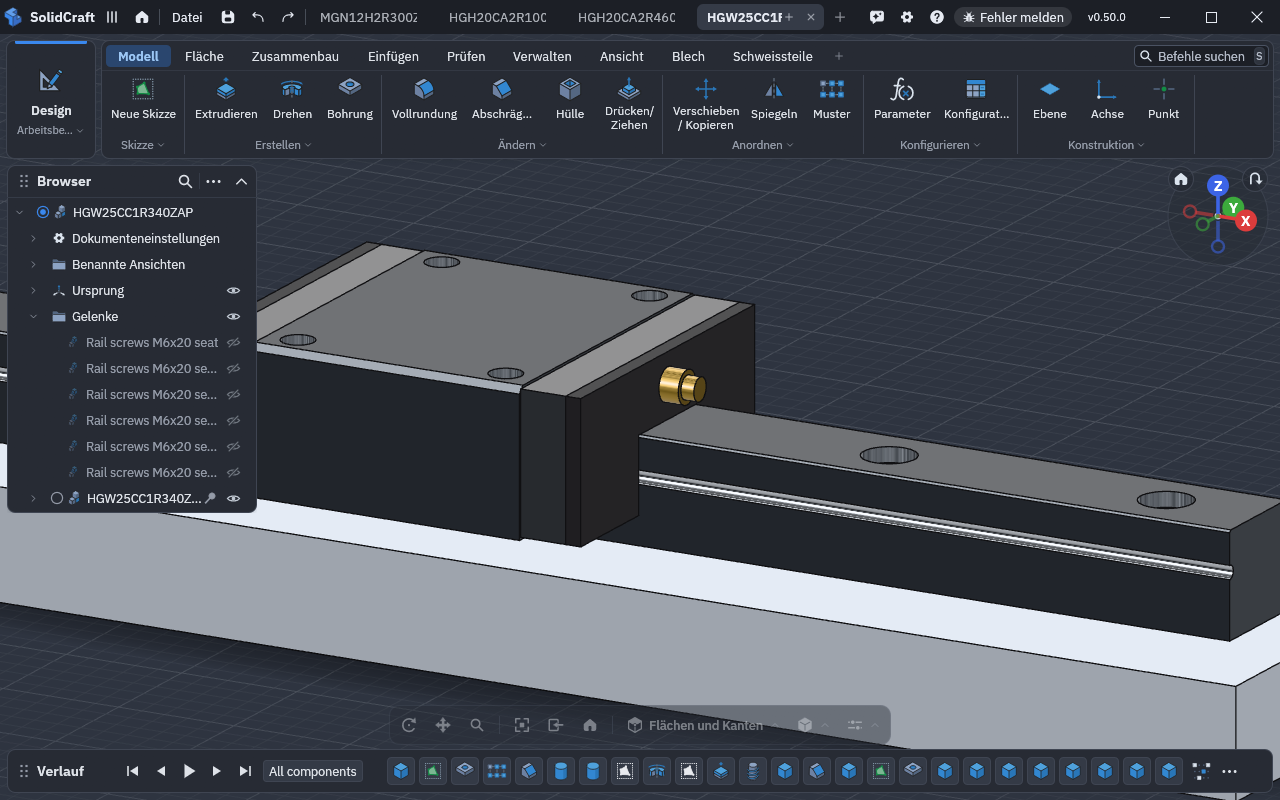 SolidCraft
Datei
MGN12H2R300Z
HGH20CA2R100
HGH20CA2R460
HGW25CC1R
Fehler melden
v0.50.0
Design
Arbeitsbe...
Modell
Fläche
Zusammenbau
Einfügen
Prüfen
Verwalten
Ansicht
Blech
Schweissteile
Befehle suchen
S
Neue Skizze
Extrudieren
Drehen
Bohrung
Vollrundung
Abschräg...
Hülle
Drücken/
Ziehen
Verschieben
/ Kopieren
Spiegeln
Muster
Parameter
Konfigurat...
Ebene
Achse
Punkt
Skizze
Erstellen
Ändern
Anordnen
Konfigurieren
Konstruktion
Browser
HGW25CC1R340ZAP
Dokumenteneinstellungen
Benannte Ansichten
Ursprung
Gelenke
Rail screws M6x20 seat
Rail screws M6x20 se...
Rail screws M6x20 se...
Rail screws M6x20 se...
Rail screws M6x20 se...
Rail screws M6x20 se...
HGW25CC1R340Z...
Z
Y
X
Flächen und Kanten
Verlauf
All components